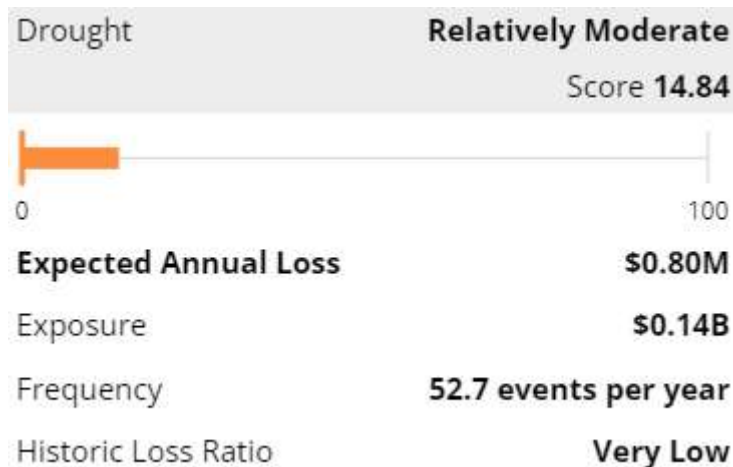 Drought Relatively Moderate
Score 14.84
0 100
Expected Annual Loss $0.80M
Exposure $0.14B
Frequency 52.7 events per year
Historic Loss Ratio Very Low